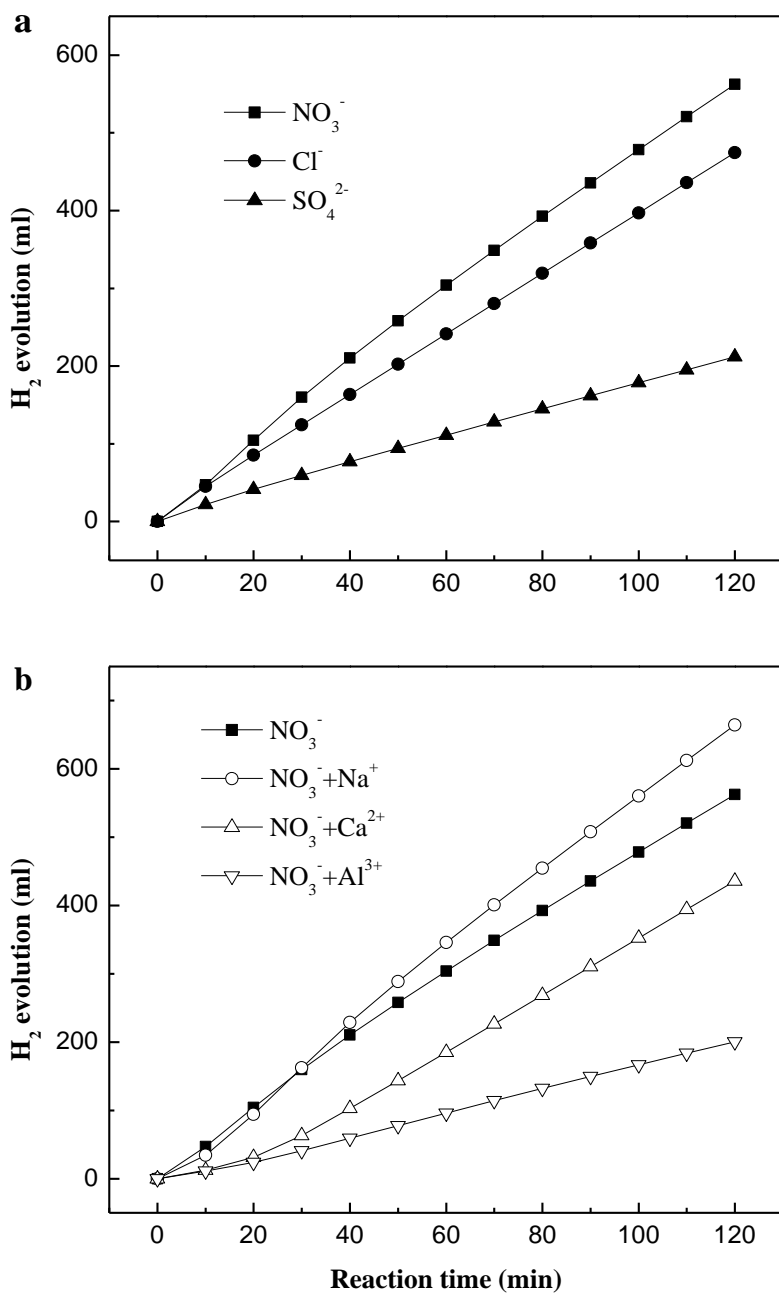 a
600
400
200
0
H₂ evolution (ml)
NO₃⁻
Cl⁻
SO₄²⁻
0 20 40 60 80 100 120
b
600
400
200
0
H₂ evolution (ml)
NO₃⁻
NO₃⁻+Na⁺
NO₃⁻+Ca²⁺
NO₃⁻+Al³⁺
0 20 40 60 80 100 120
Reaction time (min)